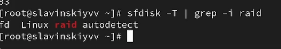 [root@slavinskiyvv ~]# sfdisk -T | grep -i raid
fd  Linux raid autodetect
[root@slavinskiyvv ~]#